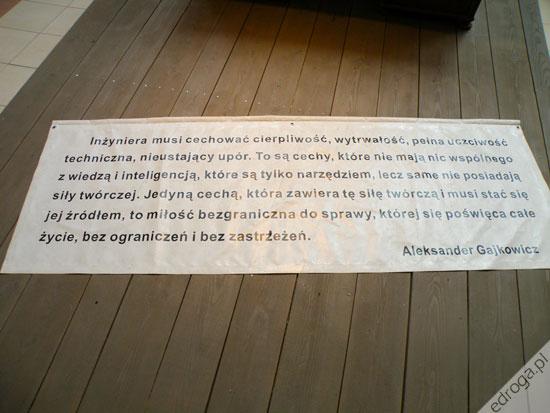 Inżyniera musi cechować cierpliwość, wytrwałość, pełna uczciwość
techniczna, nieustający upór. To są cechy, które nie mają nic wspólnego
z wiedzą i inteligencją, które są tylko narzędziem, lecz same nie posiadają
siły twórczej. Jedyną cechą, która zawiera tę siłę twórczą i musi stać się
jej źródłem, to miłość bezgraniczna do sprawy, której się poświęca całe
życie, bez ograniczeń i bez zastrzeżeń.
Aleksander Gajkowicz
edroga.pl